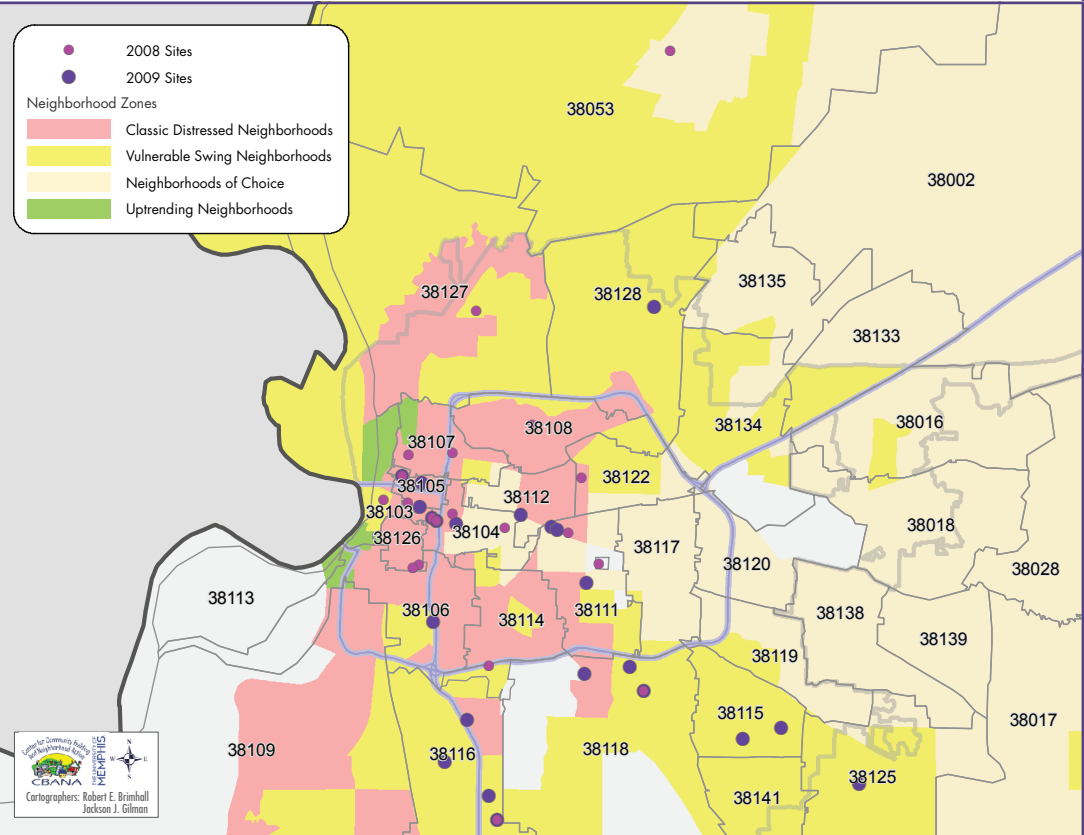 2008 Sites
2009 Sites
Neighborhood Zones
Classic Distressed Neighborhoods
Vulnerable Swing Neighborhoods
Neighborhoods of Choice
Uptrending Neighborhoods
38053
38002
38127
38128
38135
38133
38107
38108
38134
38016
38105
38122
38103
38112
38126
38104
38117
38018
38120
38028
38113
38106
38114
38111
38138
38139
38119
38109
38116
38118
38115
38017
38125
38141
Center for Community Building
and Neighborhood Action
CBANA
THE UNIVERSITY OF
MEMPHIS
N
W E
S
Cartographers: Robert E. Brimhall
Jackson J. Gilman